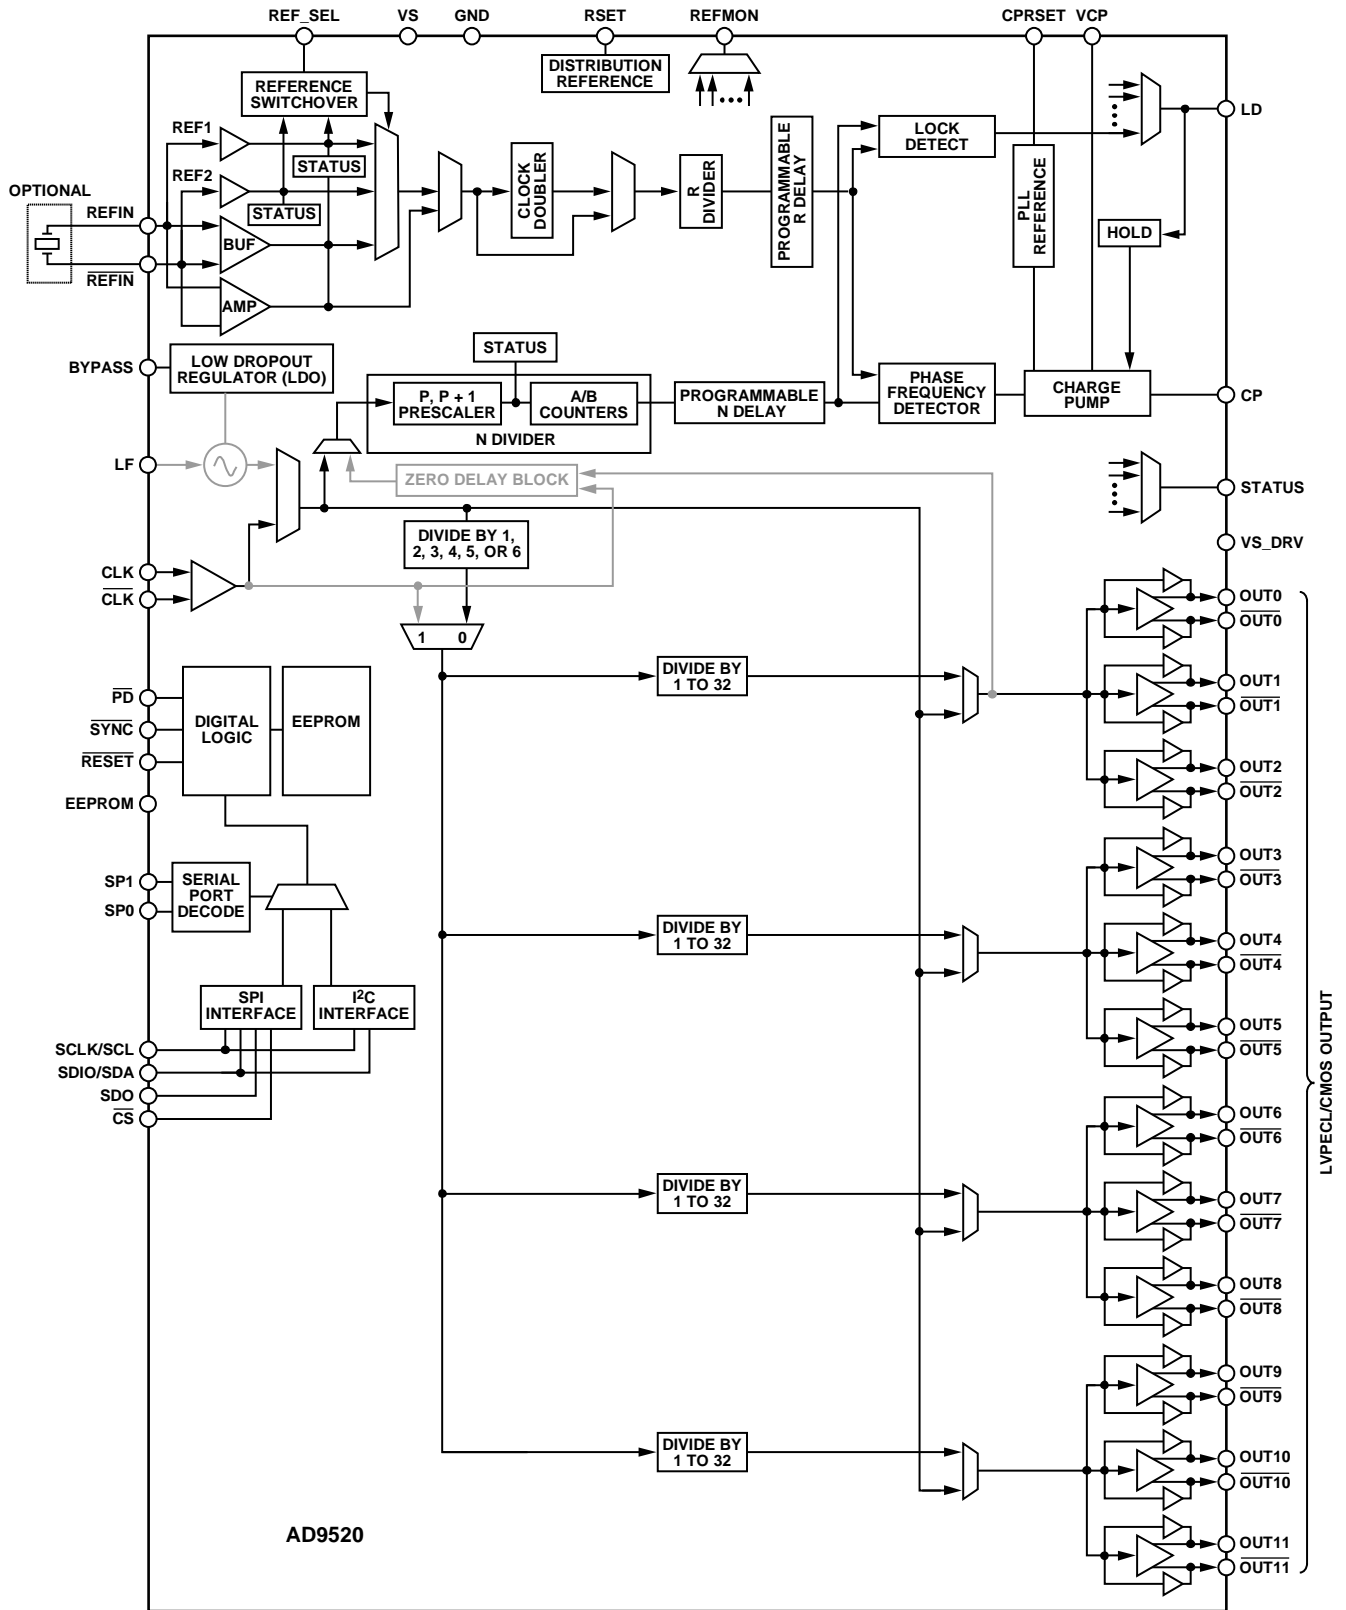 REF_SEL
VS
GND
RSET
REFMON
CPRSET
VCP
REFERENCE
SWITCHOVER
DISTRIBUTION
REFERENCE
REF1
REF2
STATUS
STATUS
OPTIONAL
REFIN
REFIN
BUF
AMP
CLOCK
DOUBLER
R
DIVIDER
PROGRAMMABLE
R DELAY
LOCK
DETECT
PLL
REFERENCE
HOLD
LD
BYPASS
LOW DROPOUT
REGULATOR (LDO)
STATUS
P, P + 1
PRESCALER
A/B
COUNTERS
N DIVIDER
PROGRAMMABLE
N DELAY
PHASE
FREQUENCY
DETECTOR
CHARGE
PUMP
CP
LF
ZERO DELAY BLOCK
STATUS
DIVIDE BY 1,
2, 3, 4, 5, OR 6
VS_DRV
CLK
CLK
1 0
OUT0
OUT0
DIVIDE BY
1 TO 32
OUT1
OUT1
PD
SYNC
RESET
DIGITAL
LOGIC
EEPROM
EEPROM
OUT2
OUT2
OUT3
OUT3
SP1
SP0
SERIAL
PORT
DECODE
DIVIDE BY
1 TO 32
OUT4
OUT4
SPI
INTERFACE
I2C
INTERFACE
OUT5
OUT5
SCLK/SCL
SDIO/SDA
SDO
CS
OUT6
OUT6
LVPECL/CMOS OUTPUT
DIVIDE BY
1 TO 32
OUT7
OUT7
OUT8
OUT8
OUT9
OUT9
DIVIDE BY
1 TO 32
OUT10
OUT10
AD9520
OUT11
OUT11